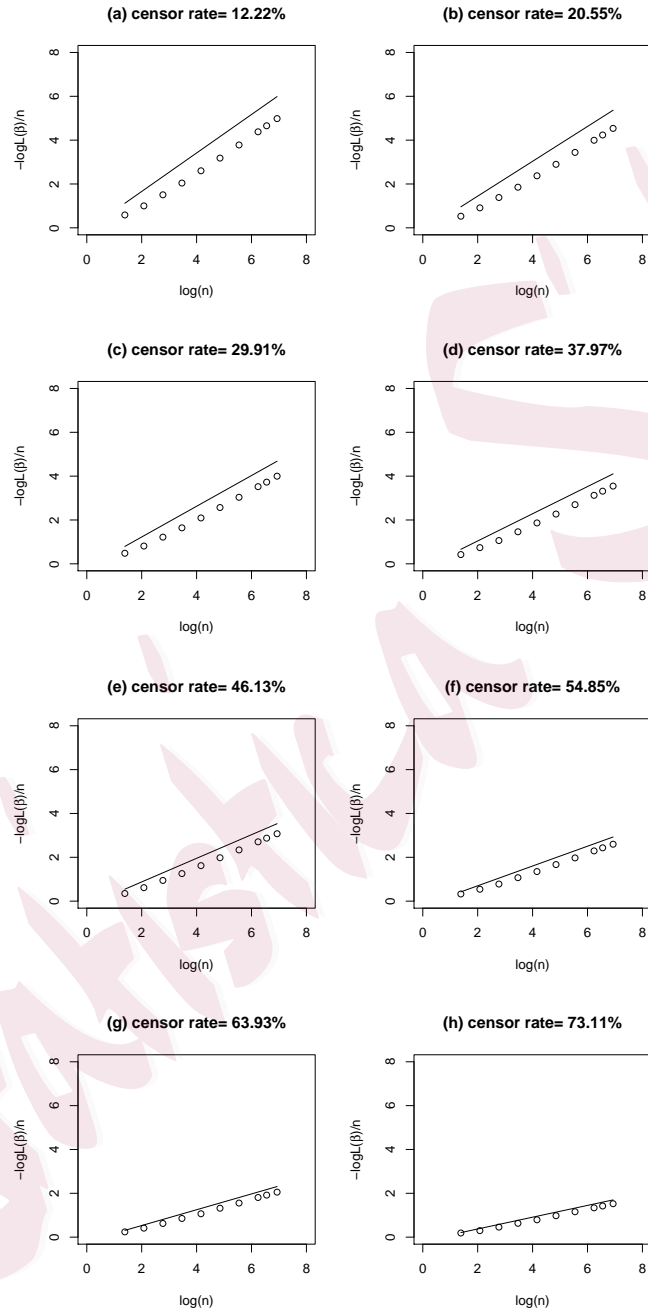 (a) censor rate= 12.22%
−logL(β)/n
0 2 4 6 8
0 2 4 6 8
log(n)
(b) censor rate= 20.55%
−logL(β)/n
0 2 4 6 8
0 2 4 6 8
log(n)
(c) censor rate= 29.91%
−logL(β)/n
0 2 4 6 8
0 2 4 6 8
log(n)
(d) censor rate= 37.97%
−logL(β)/n
0 2 4 6 8
0 2 4 6 8
log(n)
(e) censor rate= 46.13%
−logL(β)/n
0 2 4 6 8
0 2 4 6 8
log(n)
(f) censor rate= 54.85%
−logL(β)/n
0 2 4 6 8
0 2 4 6 8
log(n)
(g) censor rate= 63.93%
−logL(β)/n
0 2 4 6 8
0 2 4 6 8
log(n)
(h) censor rate= 73.11%
−logL(β)/n
0 2 4 6 8
0 2 4 6 8
log(n)